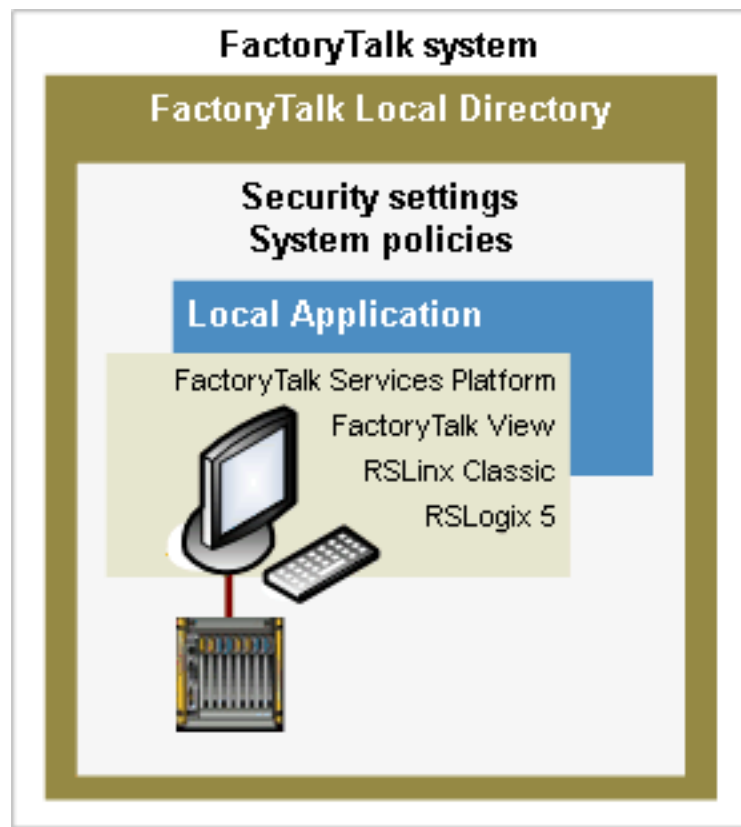 FactoryTalk system
FactoryTalk Local Directory
Security settings
System policies
Local Application
FactoryTalk Services Platform
FactoryTalk View
RSLinx Classic
RSLogix 5